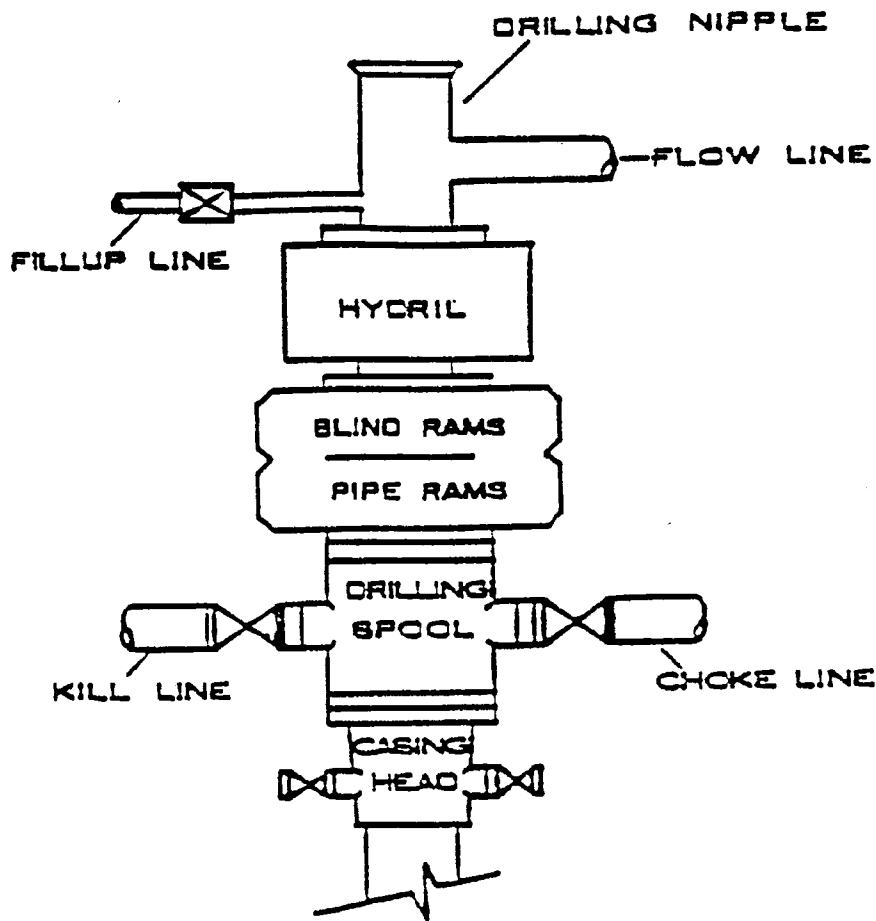 DRILLING NIPPLE
FLOW LINE
FILLUP LINE
HYDRIL
BLIND RAMS
PIPE RAMS
DRILLING
SPOOL
KILL LINE
CHOKE LINE
CASING
HEAD